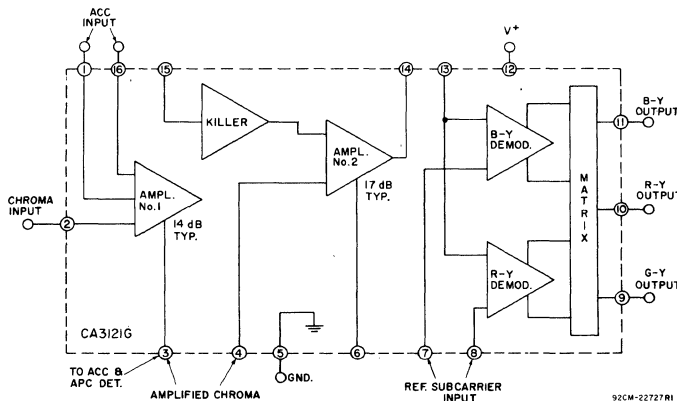 ACC
INPUT
V+
1
16
15
14
13
12
KILLER
AMPL.
No.2
17 dB
TYP.
B-Y
DEMOD.
11
B-Y
OUTPUT
AMPL.
No.1
14 dB
TYP.
CHROMA
INPUT
2
MATRIX
10
R-Y
OUTPUT
R-Y
DEMOD.
9
G-Y
OUTPUT
CA3121G
3
4
5
6
7
8
TO ACC &
APC DET.
AMPLIFIED CHROMA
GND.
REF. SUBCARRIER
INPUT
92CM-22727R1